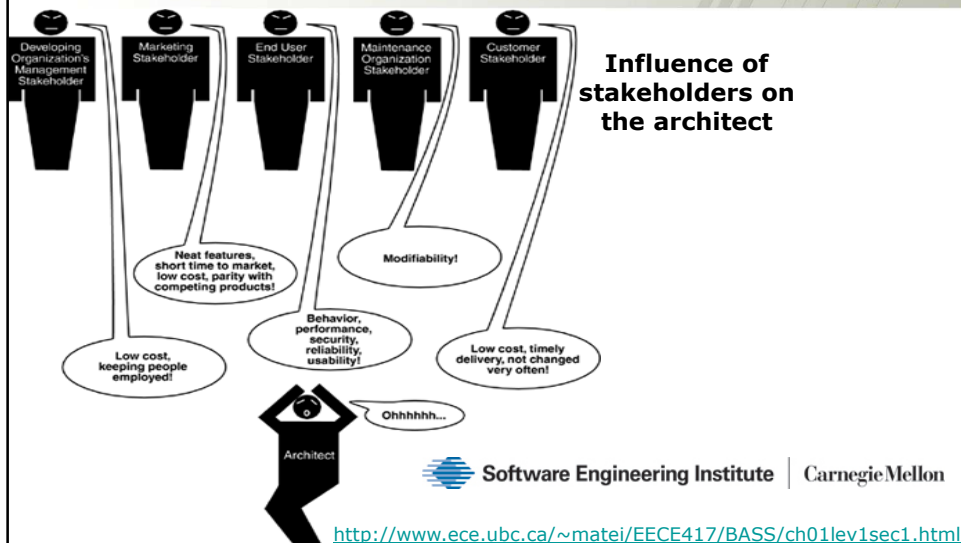 Developing
Organization's
Management
Stakeholder
Marketing
Stakeholder
End User
Stakeholder
Maintenance
Organization
Stakeholder
Customer
Stakeholder
Influence of
stakeholders on
the architect
Neat features,
short time to market,
low cost, parity with
competing products!
Modifiability!
Behavior,
performance,
security,
reliability,
usability!
Low cost,
keeping people
employed!
Low cost, timely
delivery, not changed
very often!
Ohhhhhh...
Architect
Software Engineering Institute
CarnegieMellon
http://www.ece.ubc.ca/~matei/EECE417/BASS/ch01lev1sec1.html